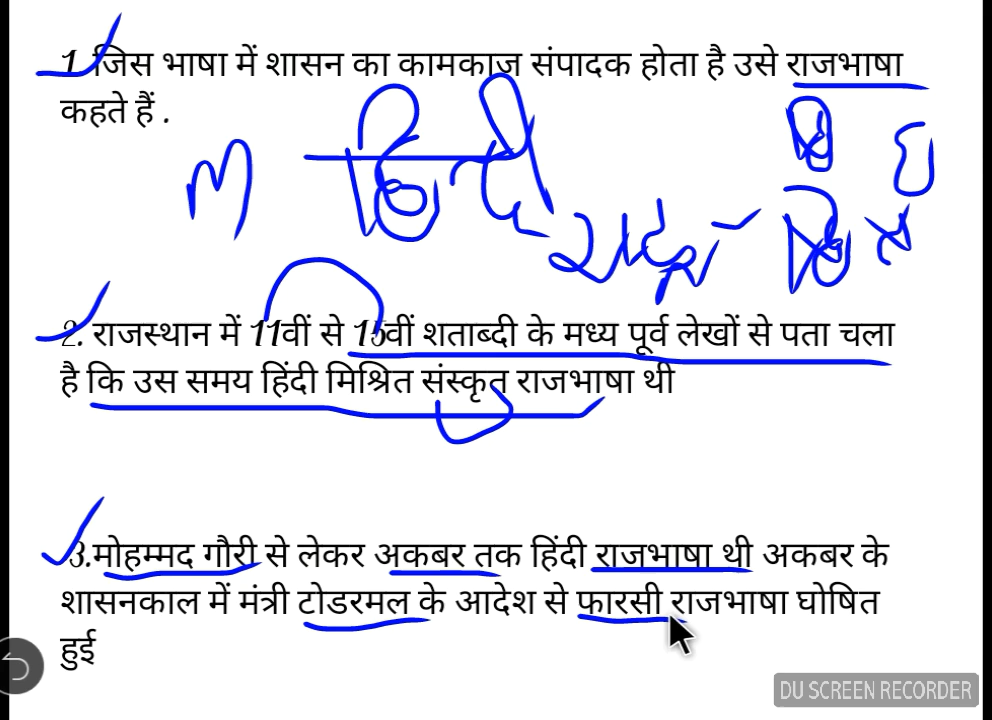 1. जिस भाषा में शासन का कामकाज संपादक होता है उसे राजभाषा
कहते हैं .
हिन्दी
2. राजस्थान में 11वीं से 15वीं शताब्दी के मध्य पूर्व लेखों से पता चला
है कि उस समय हिंदी मिश्रित संस्कृत राजभाषा थी
3.मोहम्मद गौरी से लेकर अकबर तक हिंदी राजभाषा थी अकबर के
शासनकाल में मंत्री टोडरमल के आदेश से फारसी राजभाषा घोषित
हुई
DU SCREEN RECORDER